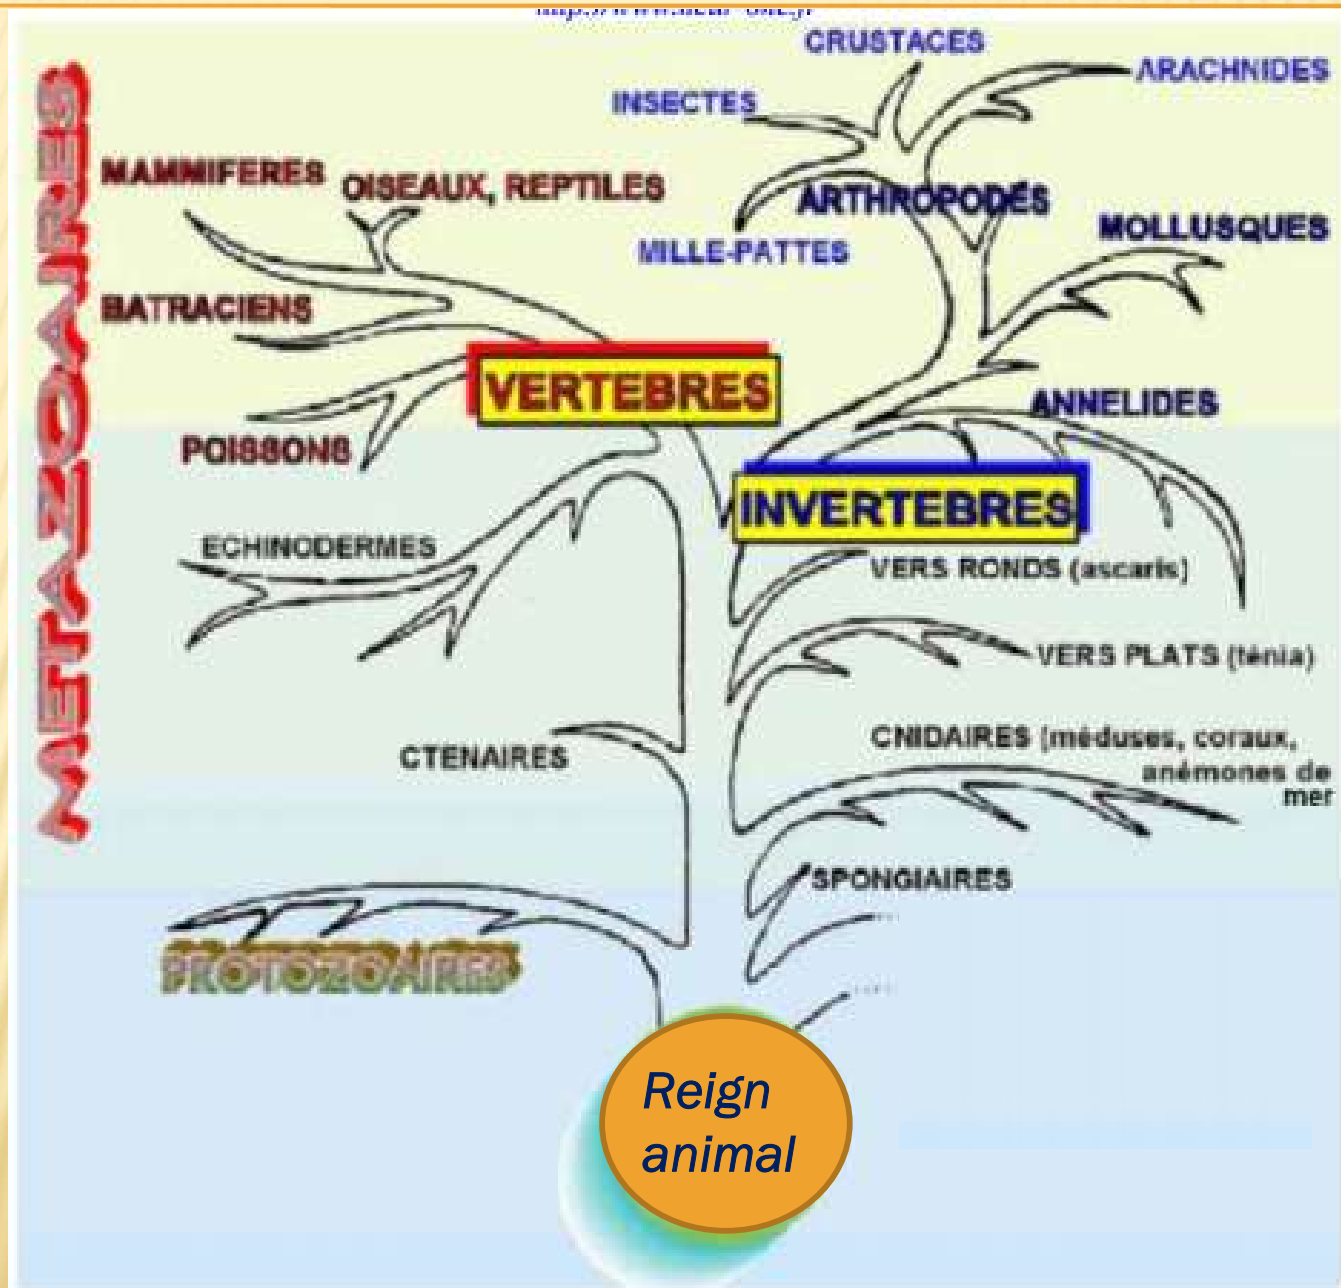 CRUSTACES
ARACHNIDES
INSECTES
MAMMIFERES
OISEAUX, REPTILES
ARTHROPODES
MOLLUSQUES
MILLE-PATTES
BATRACIENS
VERTEBRES
ANNELIDES
POISSONS
INVERTEBRES
ECHINODERMES
VERS RONDS (ascaris)
VERS PLATS (ténia)
CNIDAIRES (méduses, coraux,
anémones de
mer
CTENAIRES
SPONGIAIRES
PROTOZOAIRES
METAZOAIRES
Reign
animal